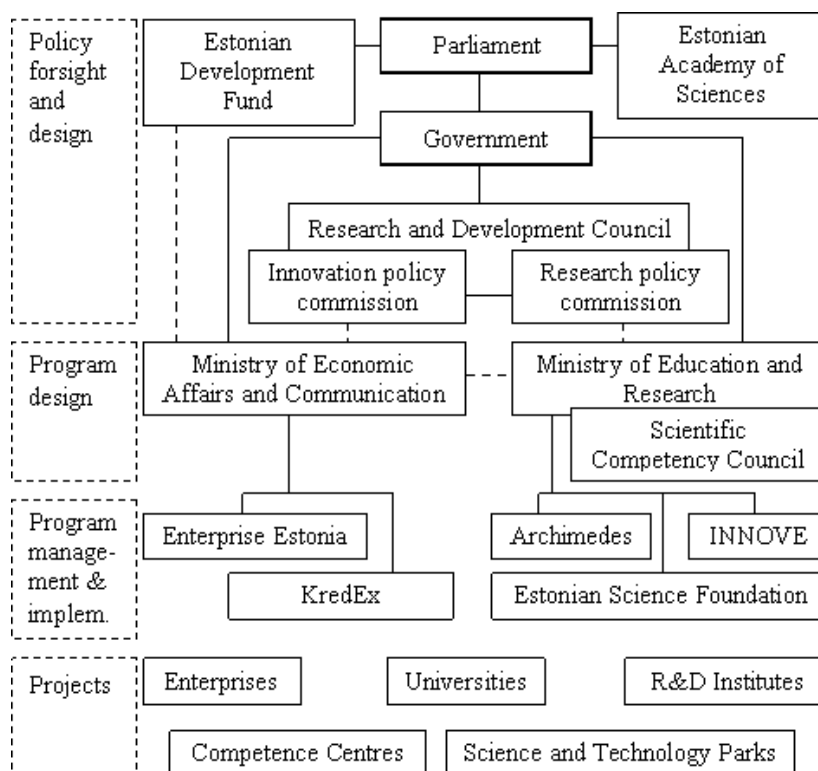 Policy
forsight
and
design
Estonian
Development
Fund
Parliament
Estonian
Academy of
Sciences
Government
Research and Development Council
Innovation policy
commission
Research policy
commission
Program
design
Ministry of Economic
Affairs and Communication
Ministry of Education and
Research
Scientific
Competency Council
Program
manage-
ment &
implem.
Enterprise Estonia
Archimedes
INNOVE
KredEx
Estonian Science Foundation
Projects
Enterprises
Universities
R&D Institutes
Competence Centres
Science and Technology Parks